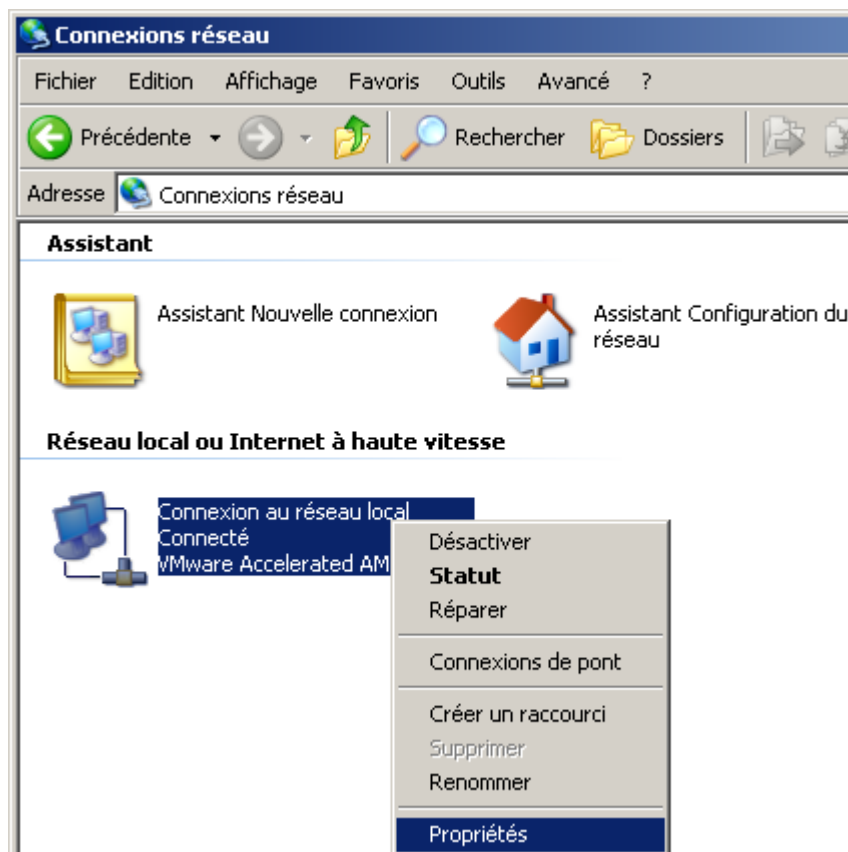 Connexions réseau
Fichier Edition Affichage Favoris Outils Avancé ?
Précédente Rechercher Dossiers
Adresse Connexions réseau
Assistant
Assistant Nouvelle connexion
Assistant Configuration du
réseau
Réseau local ou Internet à haute vitesse
Connexion au réseau local
Connecté
VMware Accelerated AM
Désactiver
Statut
Réparer
Connexions de pont
Créer un raccourci
Supprimer
Renommer
Propriétés